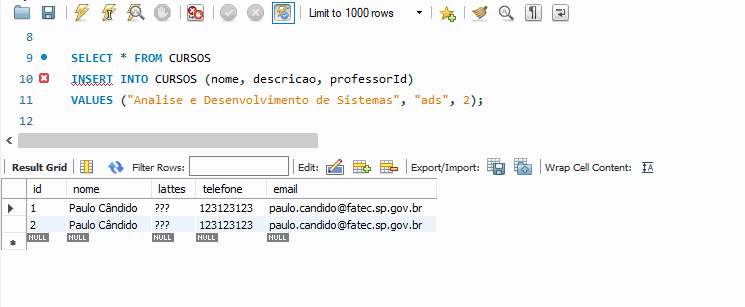 Limit to 1000 rows
8
9 SELECT * FROM CURSOS
10 INSERT INTO CURSOS (nome, descricao, professorId)
11 VALUES ("Analise e Desenvolvimento de Sistemas", "ads", 2);
12
Result Grid Filter Rows: Edit: Export/Import: Wrap Cell Content: IA
id nome lattes telefone email
1 Paulo Cândido ??? 123123123 paulo.candido@fatec.sp.gov.br
2 Paulo Cândido ??? 123123123 paulo.candido@fatec.sp.gov.br
NULL NULL NULL NULL NULL